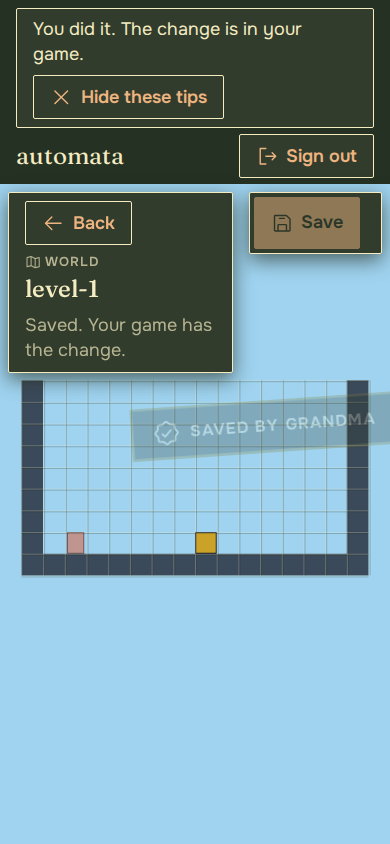 You did it. The change is in your
game.
Hide these tips
automata
Sign out
Back
Save
WORLD
level-1
Saved. Your game has
the change.
SAVED BY GRANDMA